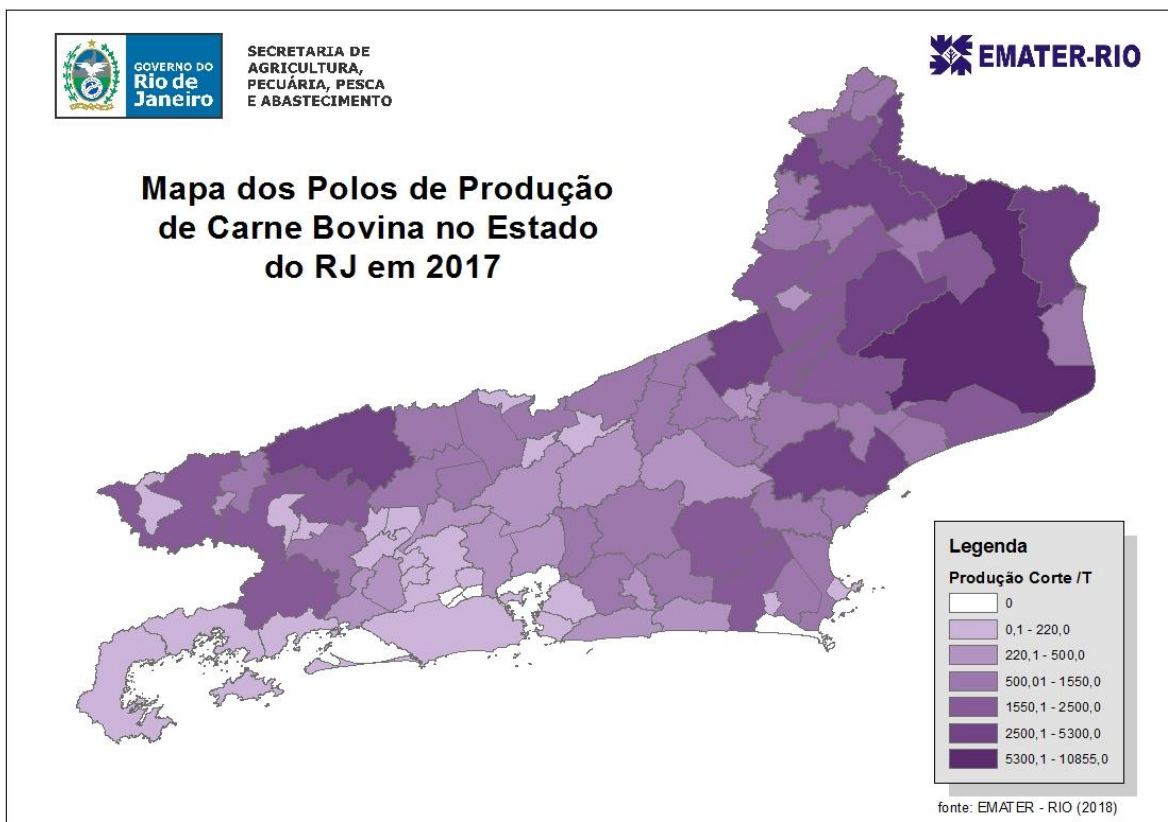 GOVERNO DO
Rio de
Janeiro
SECRETARIA DE
AGRICULTURA,
PECUÁRIA, PESCA
E ABASTECIMENTO
EMATER-RIO
Mapa dos Polos de Produção
de Carne Bovina no Estado
do RJ em 2017
Legenda
Produção Corte /T
0
0,1 - 220,0
220,1 - 500,0
500,01 - 1550,0
1550,1 - 2500,0
2500,1 - 5300,0
5300,1 - 10855,0
fonte: EMATER - RIO (2018)